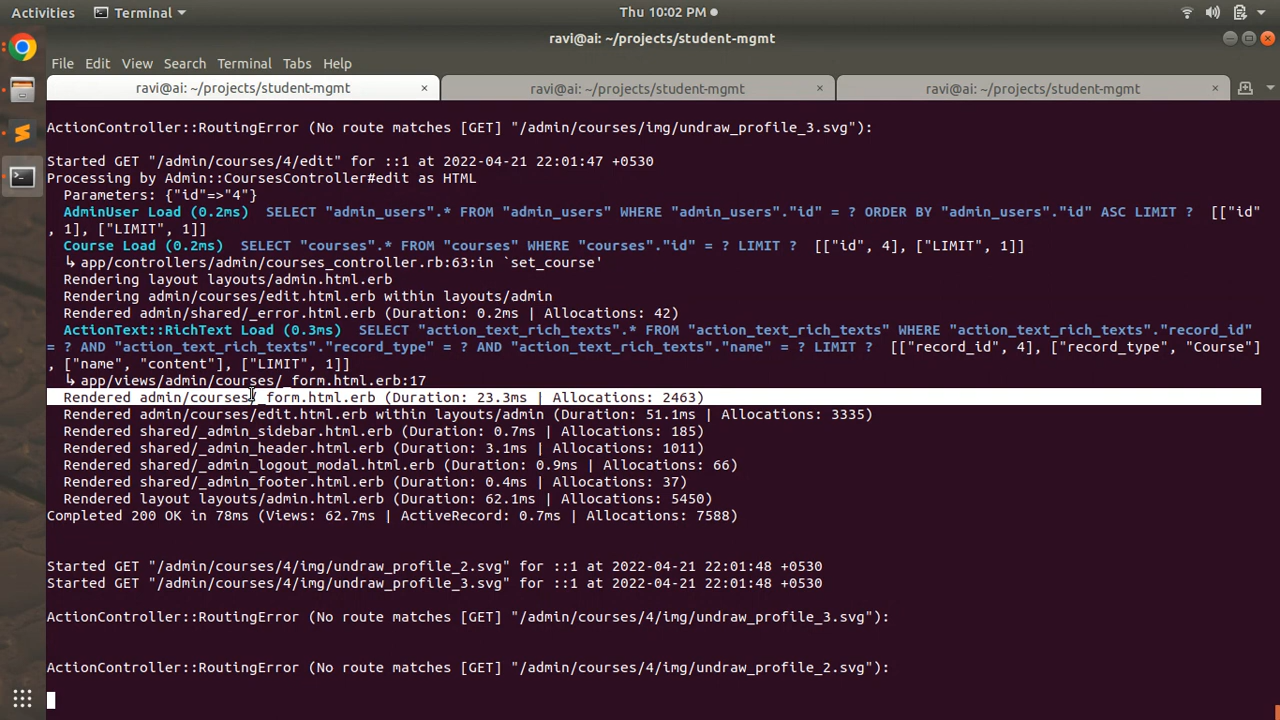 Activities
Terminal
Thu 10:02 PM
ravi@ai: ~/projects/student-mgmt
File Edit View Search Terminal Tabs Help
ravi@ai: ~/projects/student-mgmt × ravi@ai: ~/projects/student-mgmt × ravi@ai: ~/projects/student-mgmt ×
ActionController::RoutingError (No route matches [GET] "/admin/courses/img/undraw_profile_3.svg"):
Started GET "/admin/courses/4/edit" for ::1 at 2022-04-21 22:01:47 +0530
Processing by Admin::CoursesController#edit as HTML
Parameters: {"id"=>"4"}
AdminUser Load (0.2ms) SELECT "admin_users".* FROM "admin_users" WHERE "admin_users"."id" = ? ORDER BY "admin_users"."id" ASC LIMIT ? [["id"
, 1], ["LIMIT", 1]]
Course Load (0.2ms) SELECT "courses".* FROM "courses" WHERE "courses"."id" = ? LIMIT ? [["id", 4], ["LIMIT", 1]]
↳ app/controllers/admin/courses_controller.rb:63:in `set_course'
Rendering layout layouts/admin.html.erb
Rendering admin/courses/edit.html.erb within layouts/admin
Rendered admin/shared/_error.html.erb (Duration: 0.2ms | Allocations: 42)
ActionText::RichText Load (0.3ms) SELECT "action_text_rich_texts".* FROM "action_text_rich_texts" WHERE "action_text_rich_texts"."record_id"
= ? AND "action_text_rich_texts"."record_type" = ? AND "action_text_rich_texts"."name" = ? LIMIT ? [["record_id", 4], ["record_type", "Course"]
, ["name", "content"], ["LIMIT", 1]]
↳ app/views/admin/courses/_form.html.erb:17
Rendered admin/courses/_form.html.erb (Duration: 23.3ms | Allocations: 2463)
Rendered admin/courses/edit.html.erb within layouts/admin (Duration: 51.1ms | Allocations: 3335)
Rendered shared/_admin_sidebar.html.erb (Duration: 0.7ms | Allocations: 185)
Rendered shared/_admin_header.html.erb (Duration: 3.1ms | Allocations: 1011)
Rendered shared/_admin_logout_modal.html.erb (Duration: 0.9ms | Allocations: 66)
Rendered shared/_admin_footer.html.erb (Duration: 0.4ms | Allocations: 37)
Rendered layout layouts/admin.html.erb (Duration: 62.1ms | Allocations: 5450)
Completed 200 OK in 78ms (Views: 62.7ms | ActiveRecord: 0.7ms | Allocations: 7588)
Started GET "/admin/courses/4/img/undraw_profile_2.svg" for ::1 at 2022-04-21 22:01:48 +0530
Started GET "/admin/courses/4/img/undraw_profile_3.svg" for ::1 at 2022-04-21 22:01:48 +0530
ActionController::RoutingError (No route matches [GET] "/admin/courses/4/img/undraw_profile_3.svg"):
ActionController::RoutingError (No route matches [GET] "/admin/courses/4/img/undraw_profile_2.svg"):